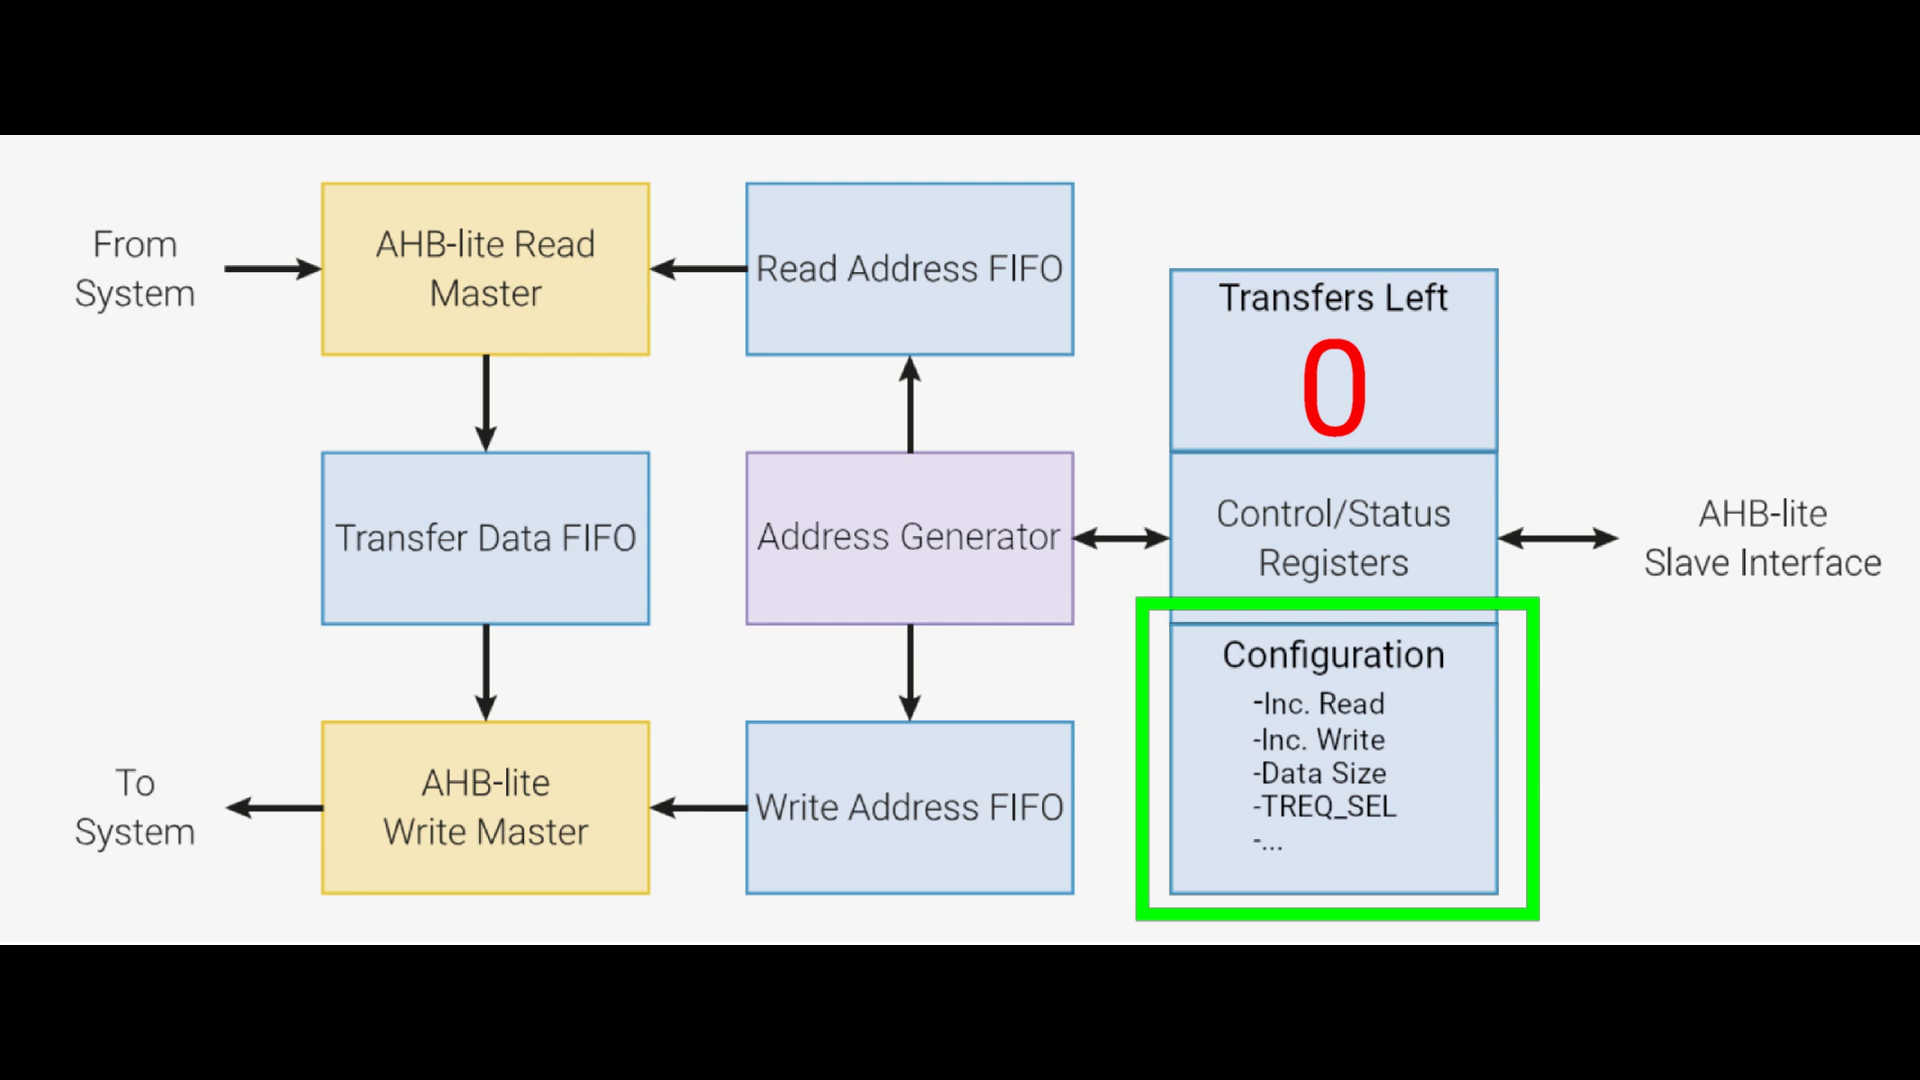 From
System
AHB-lite Read
Master
Read Address FIFO
Transfers Left
0
Transfer Data FIFO
Address Generator
Control/Status
Registers
AHB-lite
Slave Interface
Configuration
-Inc. Read
-Inc. Write
-Data Size
-TREQ_SEL
-...
To
System
AHB-lite
Write Master
Write Address FIFO